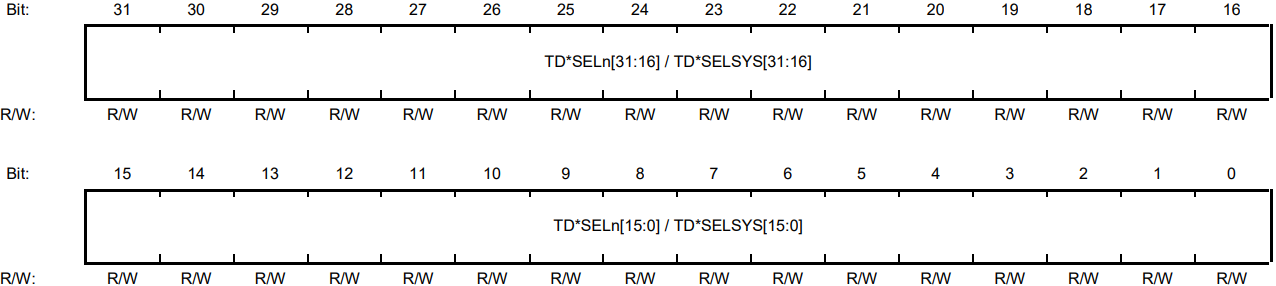 Bit: 31 30 29 28 27 26 25 24 23 22 21 20 19 18 17 16
TD*SELn[31:16] / TD*SELSYS[31:16]
R/W: R/W R/W R/W R/W R/W R/W R/W R/W R/W R/W R/W R/W R/W R/W R/W R/W
Bit: 15 14 13 12 11 10 9 8 7 6 5 4 3 2 1 0
TD*SELn[15:0] / TD*SELSYS[15:0]
R/W: R/W R/W R/W R/W R/W R/W R/W R/W R/W R/W R/W R/W R/W R/W R/W R/W